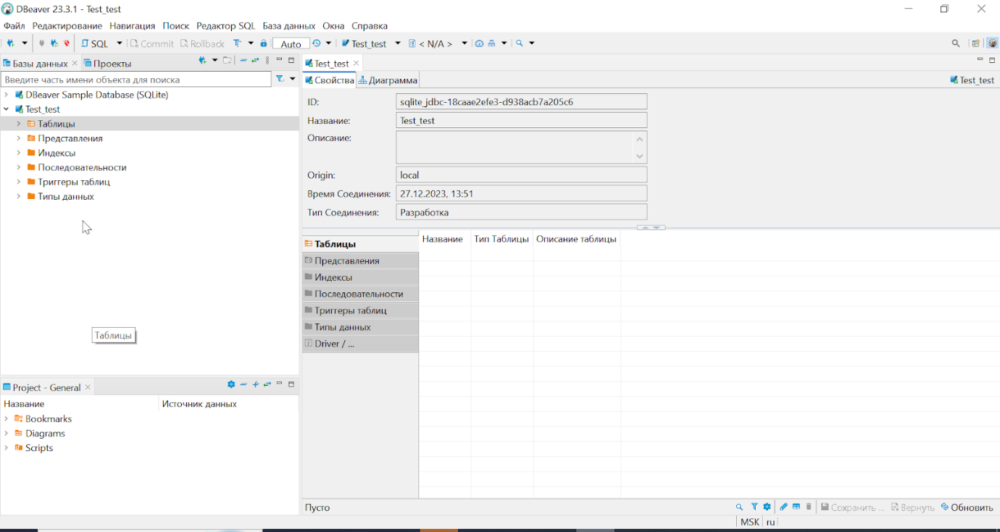 DBeaver 23.3.1 - Test_test
Файл Редактирование Навигация Поиск Редактор SQL База данных Окна Справка
SQL Commit Rollback Auto Test_test < N/A >
Базы данных Проекты
Введите часть имени объекта для поиска
DBeaver Sample Database (SQLite)
Test_test
Таблицы
Представления
Индексы
Последовательности
Триггеры таблиц
Типы данных
Таблицы
Project - General
Название Источник данных
Bookmarks
Diagrams
Scripts
Test_test
Свойства Диаграмма Test_test
ID: sqlite_jdbc-18caae2efe3-d938acb7a205c6
Название: Test_test
Описание:
Origin: local
Время Соединения: 27.12.2023, 13:51
Тип Соединения: Разработка
Таблицы
Представления
Индексы
Последовательности
Триггеры таблиц
Типы данных
Driver / ...
Название Тип Таблицы Описание таблицы
Пусто Сохранить ... Вернуть Обновить
MSK ru